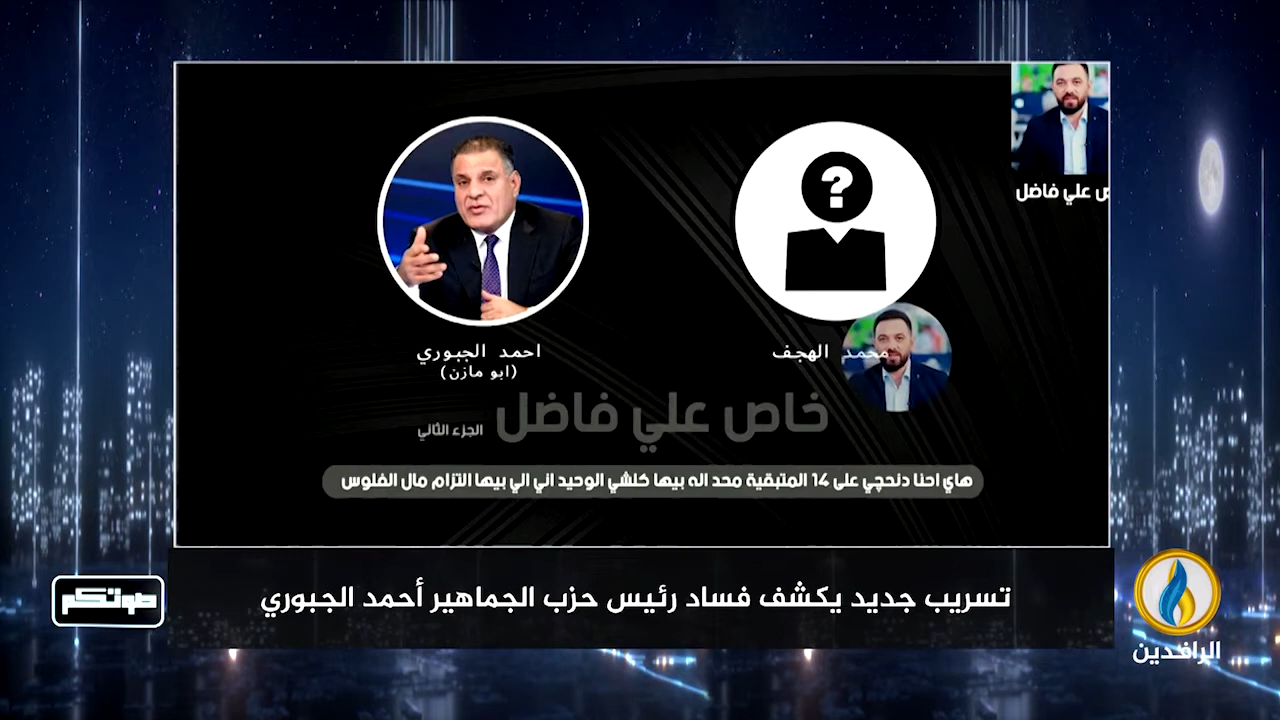 ص علي فاضل
?
احمد الجبوري
(ابو مازن)
محمد الهجف
خاص علي فاضل
الجزء الثاني
هاي احنا دنحچي على 14 المتبقية محد اله بيها كلشي الوحيد اني الي بيها التزام مال الفلوس
تسريب جديد يكشف فساد رئيس حزب الجماهير أحمد الجبوري
صوتكم
الرافدين